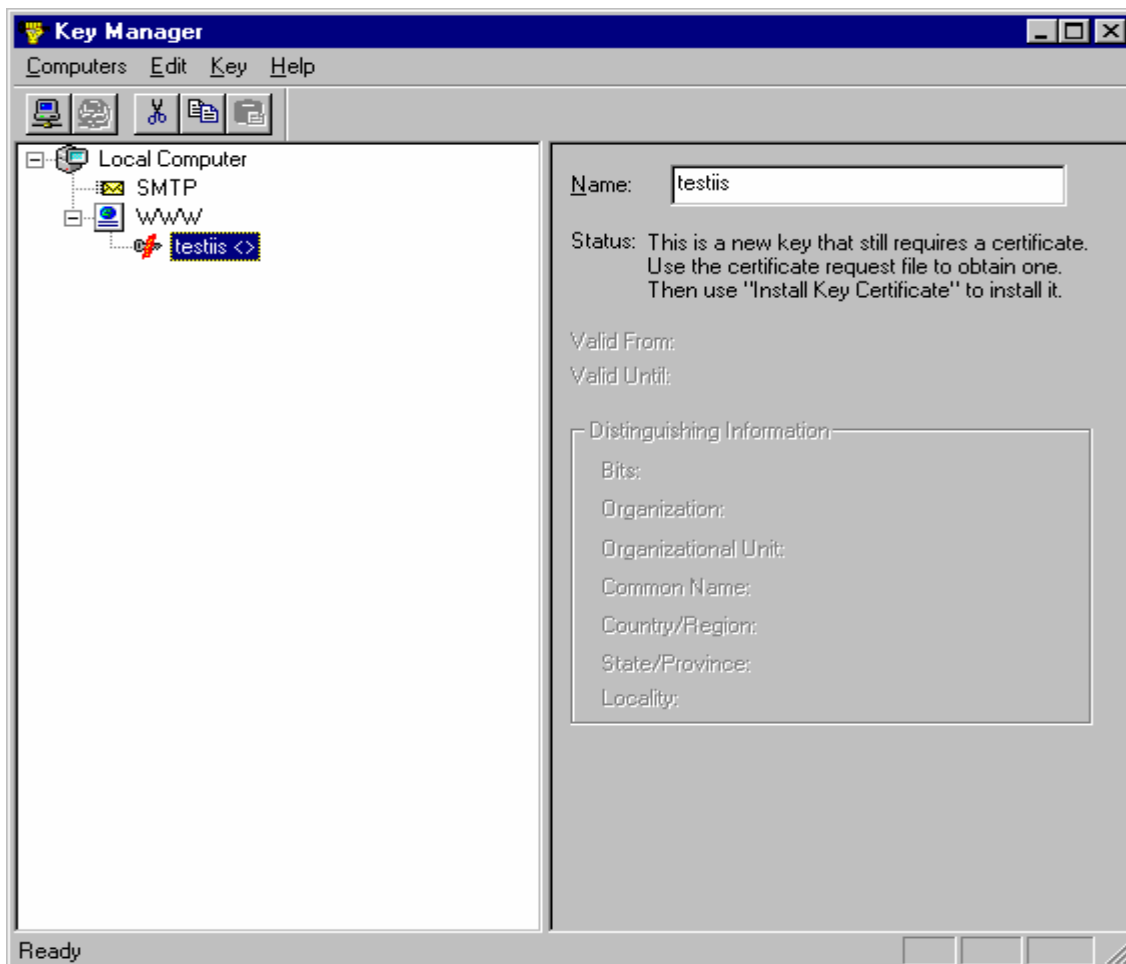 Key Manager
Computers Edit Key Help
Local Computer
SMTP
WWW
testiis <>
Name: testiis
Status: This is a new key that still requires a certificate.
Use the certificate request file to obtain one.
Then use "Install Key Certificate" to install it.
Valid From:
Valid Until:
Distinguishing Information
Bits:
Organization:
Organizational Unit:
Common Name:
Country/Region:
State/Province:
Locality:
Ready